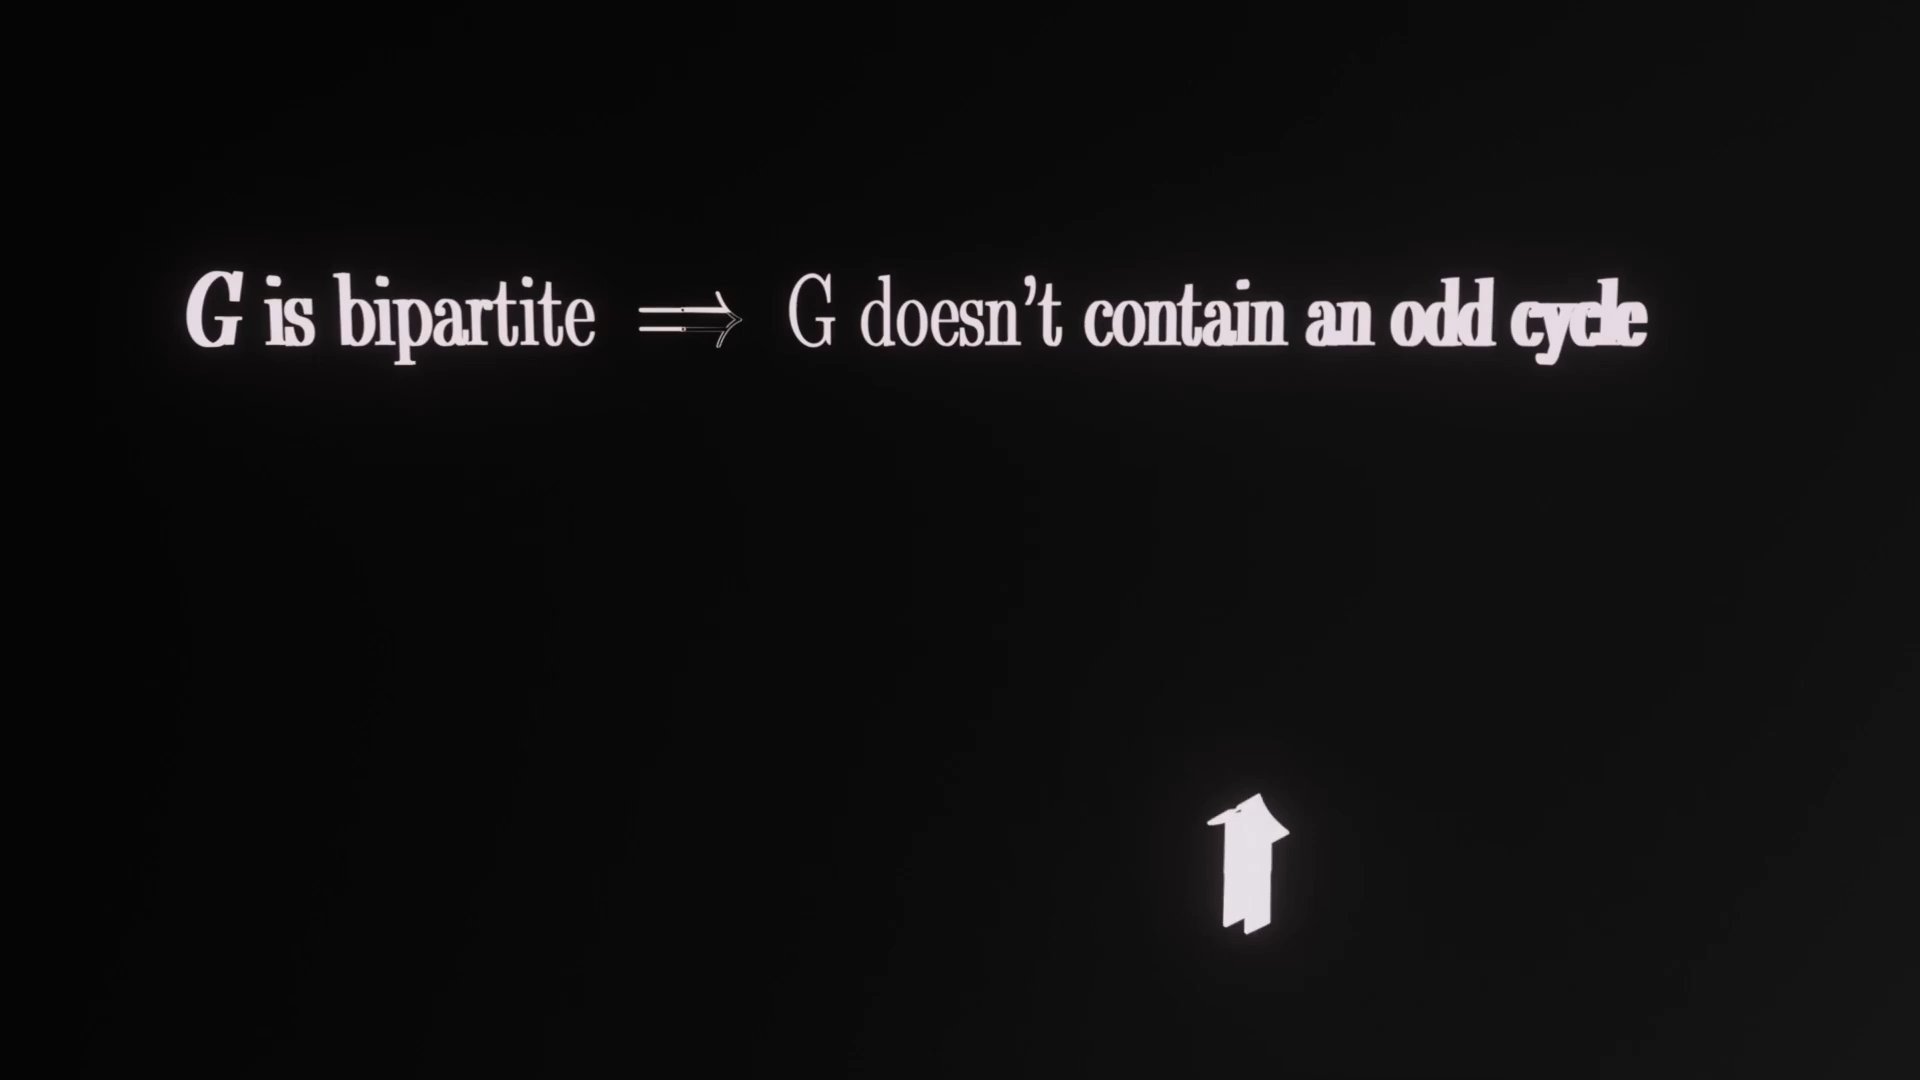 G is bipartite ⟹ G doesn't contain an odd cycle